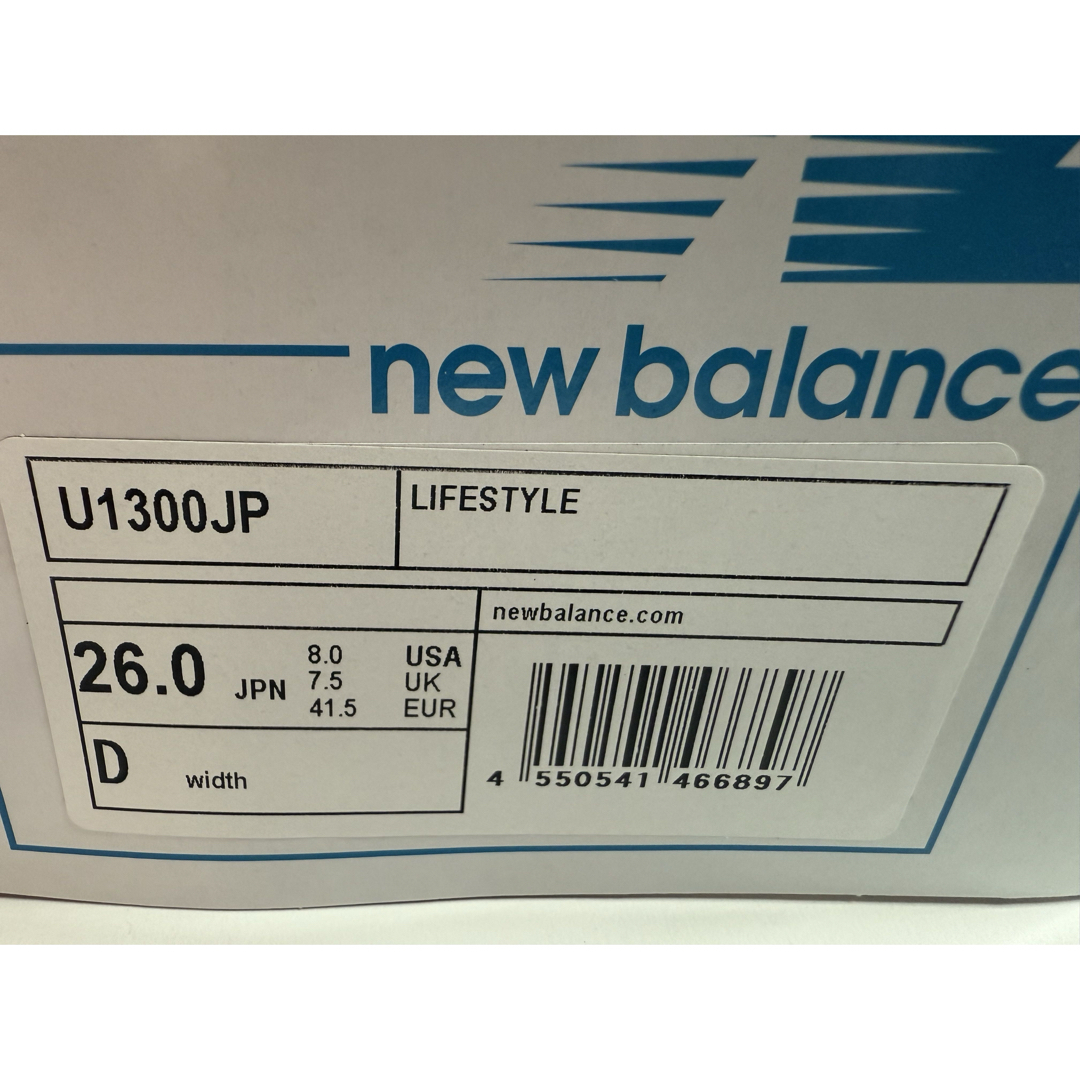 new balance
U1300JP
LIFESTYLE
newbalance.com
26.0 JPN
8.0 USA
7.5 UK
41.5 EUR
D width
4 550541 466897